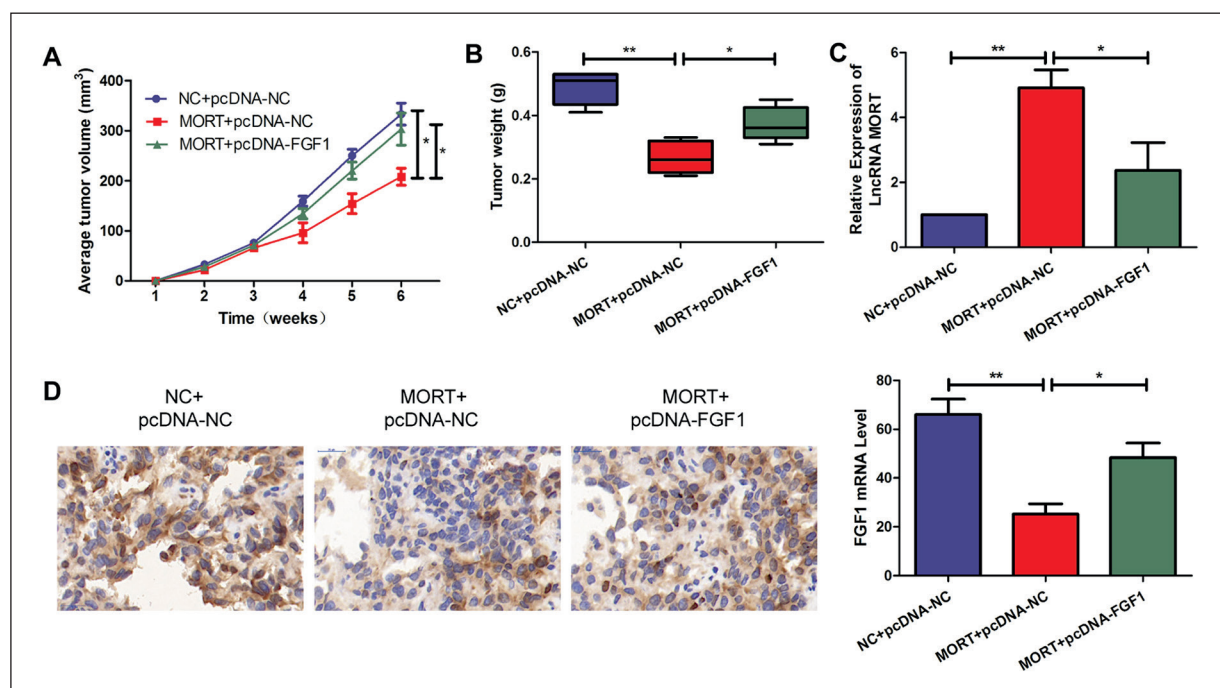 A
Average tumor volume (mm³)
400
300
200
100
0
NC+pcDNA-NC
MORT+pcDNA-NC
MORT+pcDNA-FGF1
*
*
1 2 3 4 5 6
Time（weeks）
B
Tumor weight (g)
0.6
0.4
0.2
0.0
**
*
NC+pcDNA-NC
MORT+pcDNA-NC
MORT+pcDNA-FGF1
C
Relative Expression of
LncRNA MORT
6
4
2
0
**
*
NC+pcDNA-NC
MORT+pcDNA-NC
MORT+pcDNA-FGF1
D
NC+
pcDNA-NC
MORT+
pcDNA-NC
MORT+
pcDNA-FGF1
FGF1 mRNA Level
80
60
40
20
0
**
*
NC+pcDNA-NC
MORT+pcDNA-NC
MORT+pcDNA-FGF1